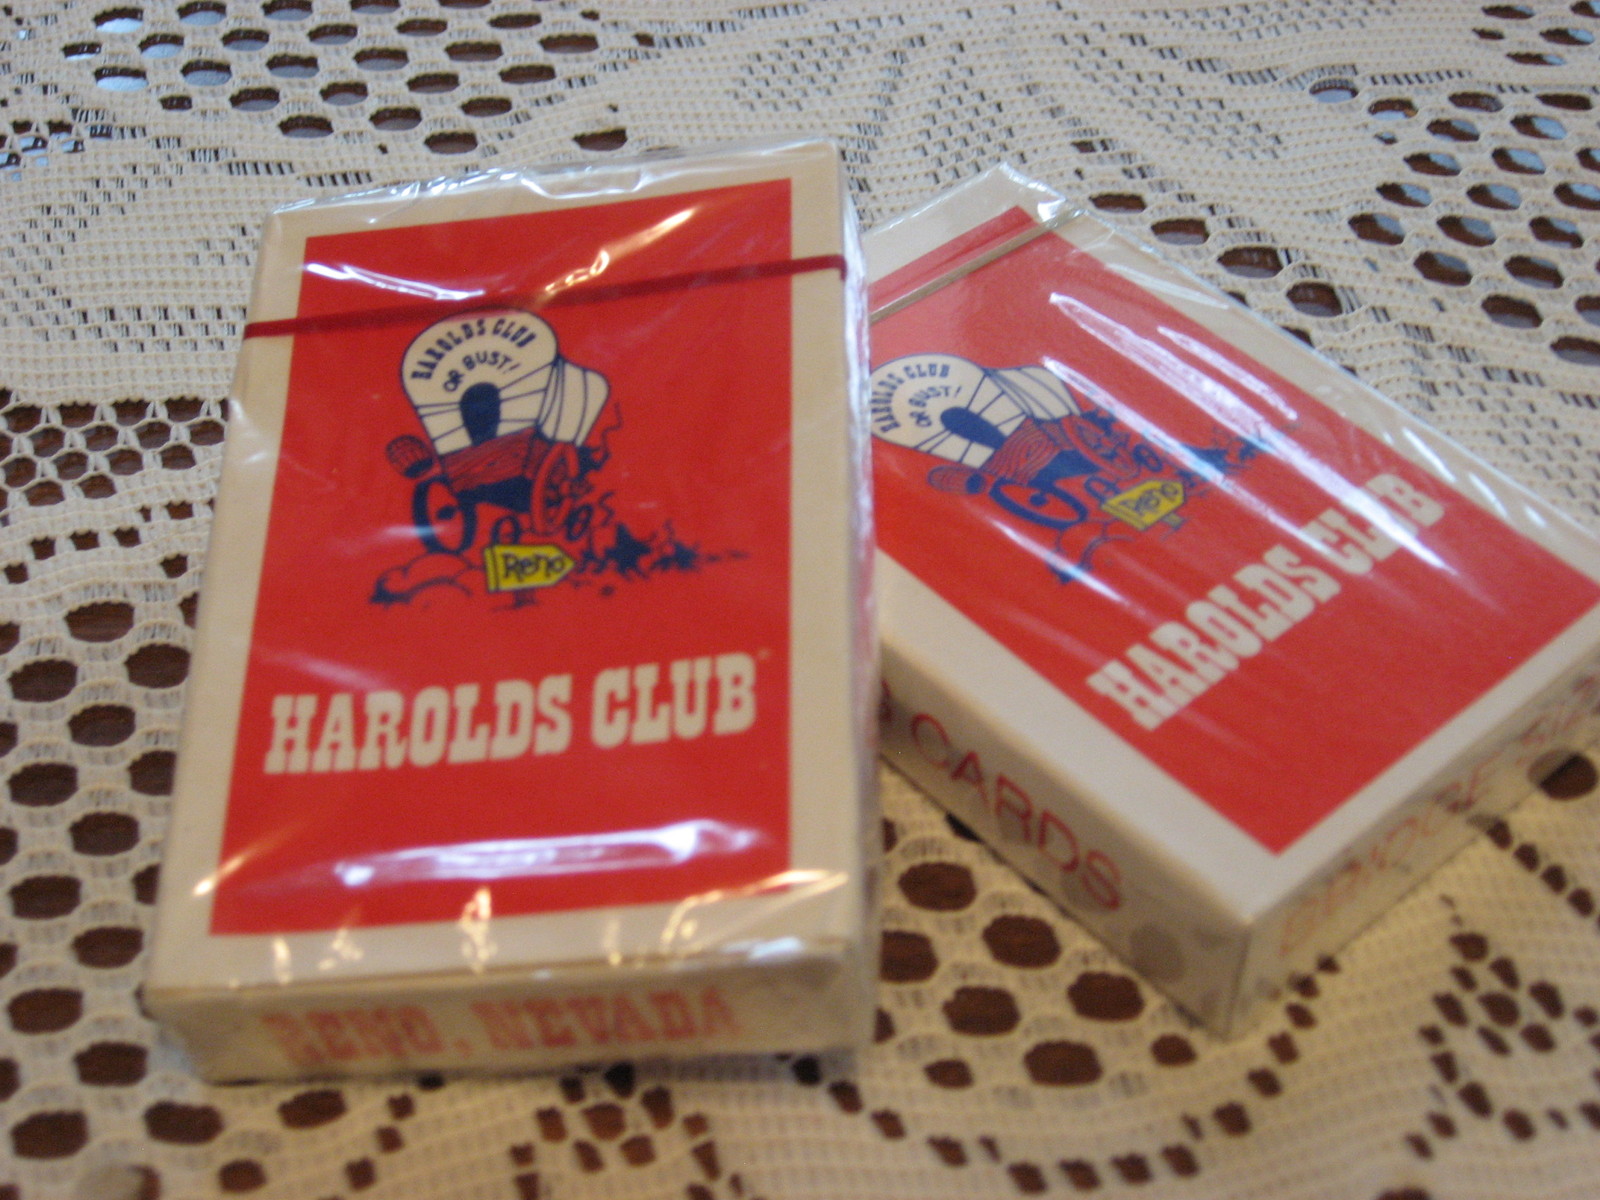 HAROLDS CLUB
OR BUST!
Reno
HAROLDS CLUB
RENO, NEVADA
HAROLDS CLUB
OR BUST!
Reno
HAROLDS CLUB
CARDS